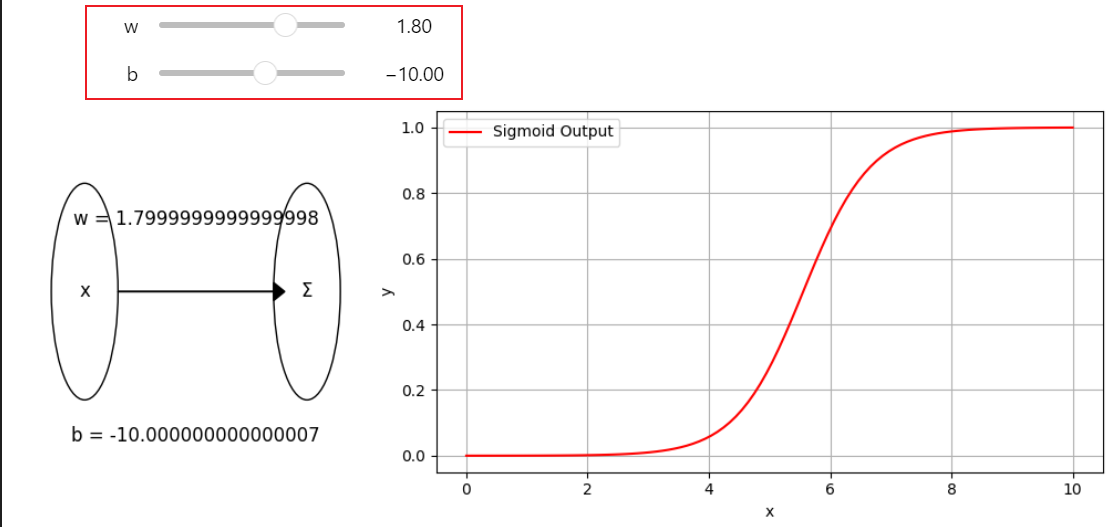 w 1.80
b −10.00
w = 1.7999999999999998
x Σ
b = -10.000000000000007
Sigmoid Output
1.0
0.8
0.6
0.4
0.2
0.0
y
0 2 4 6 8 10
x